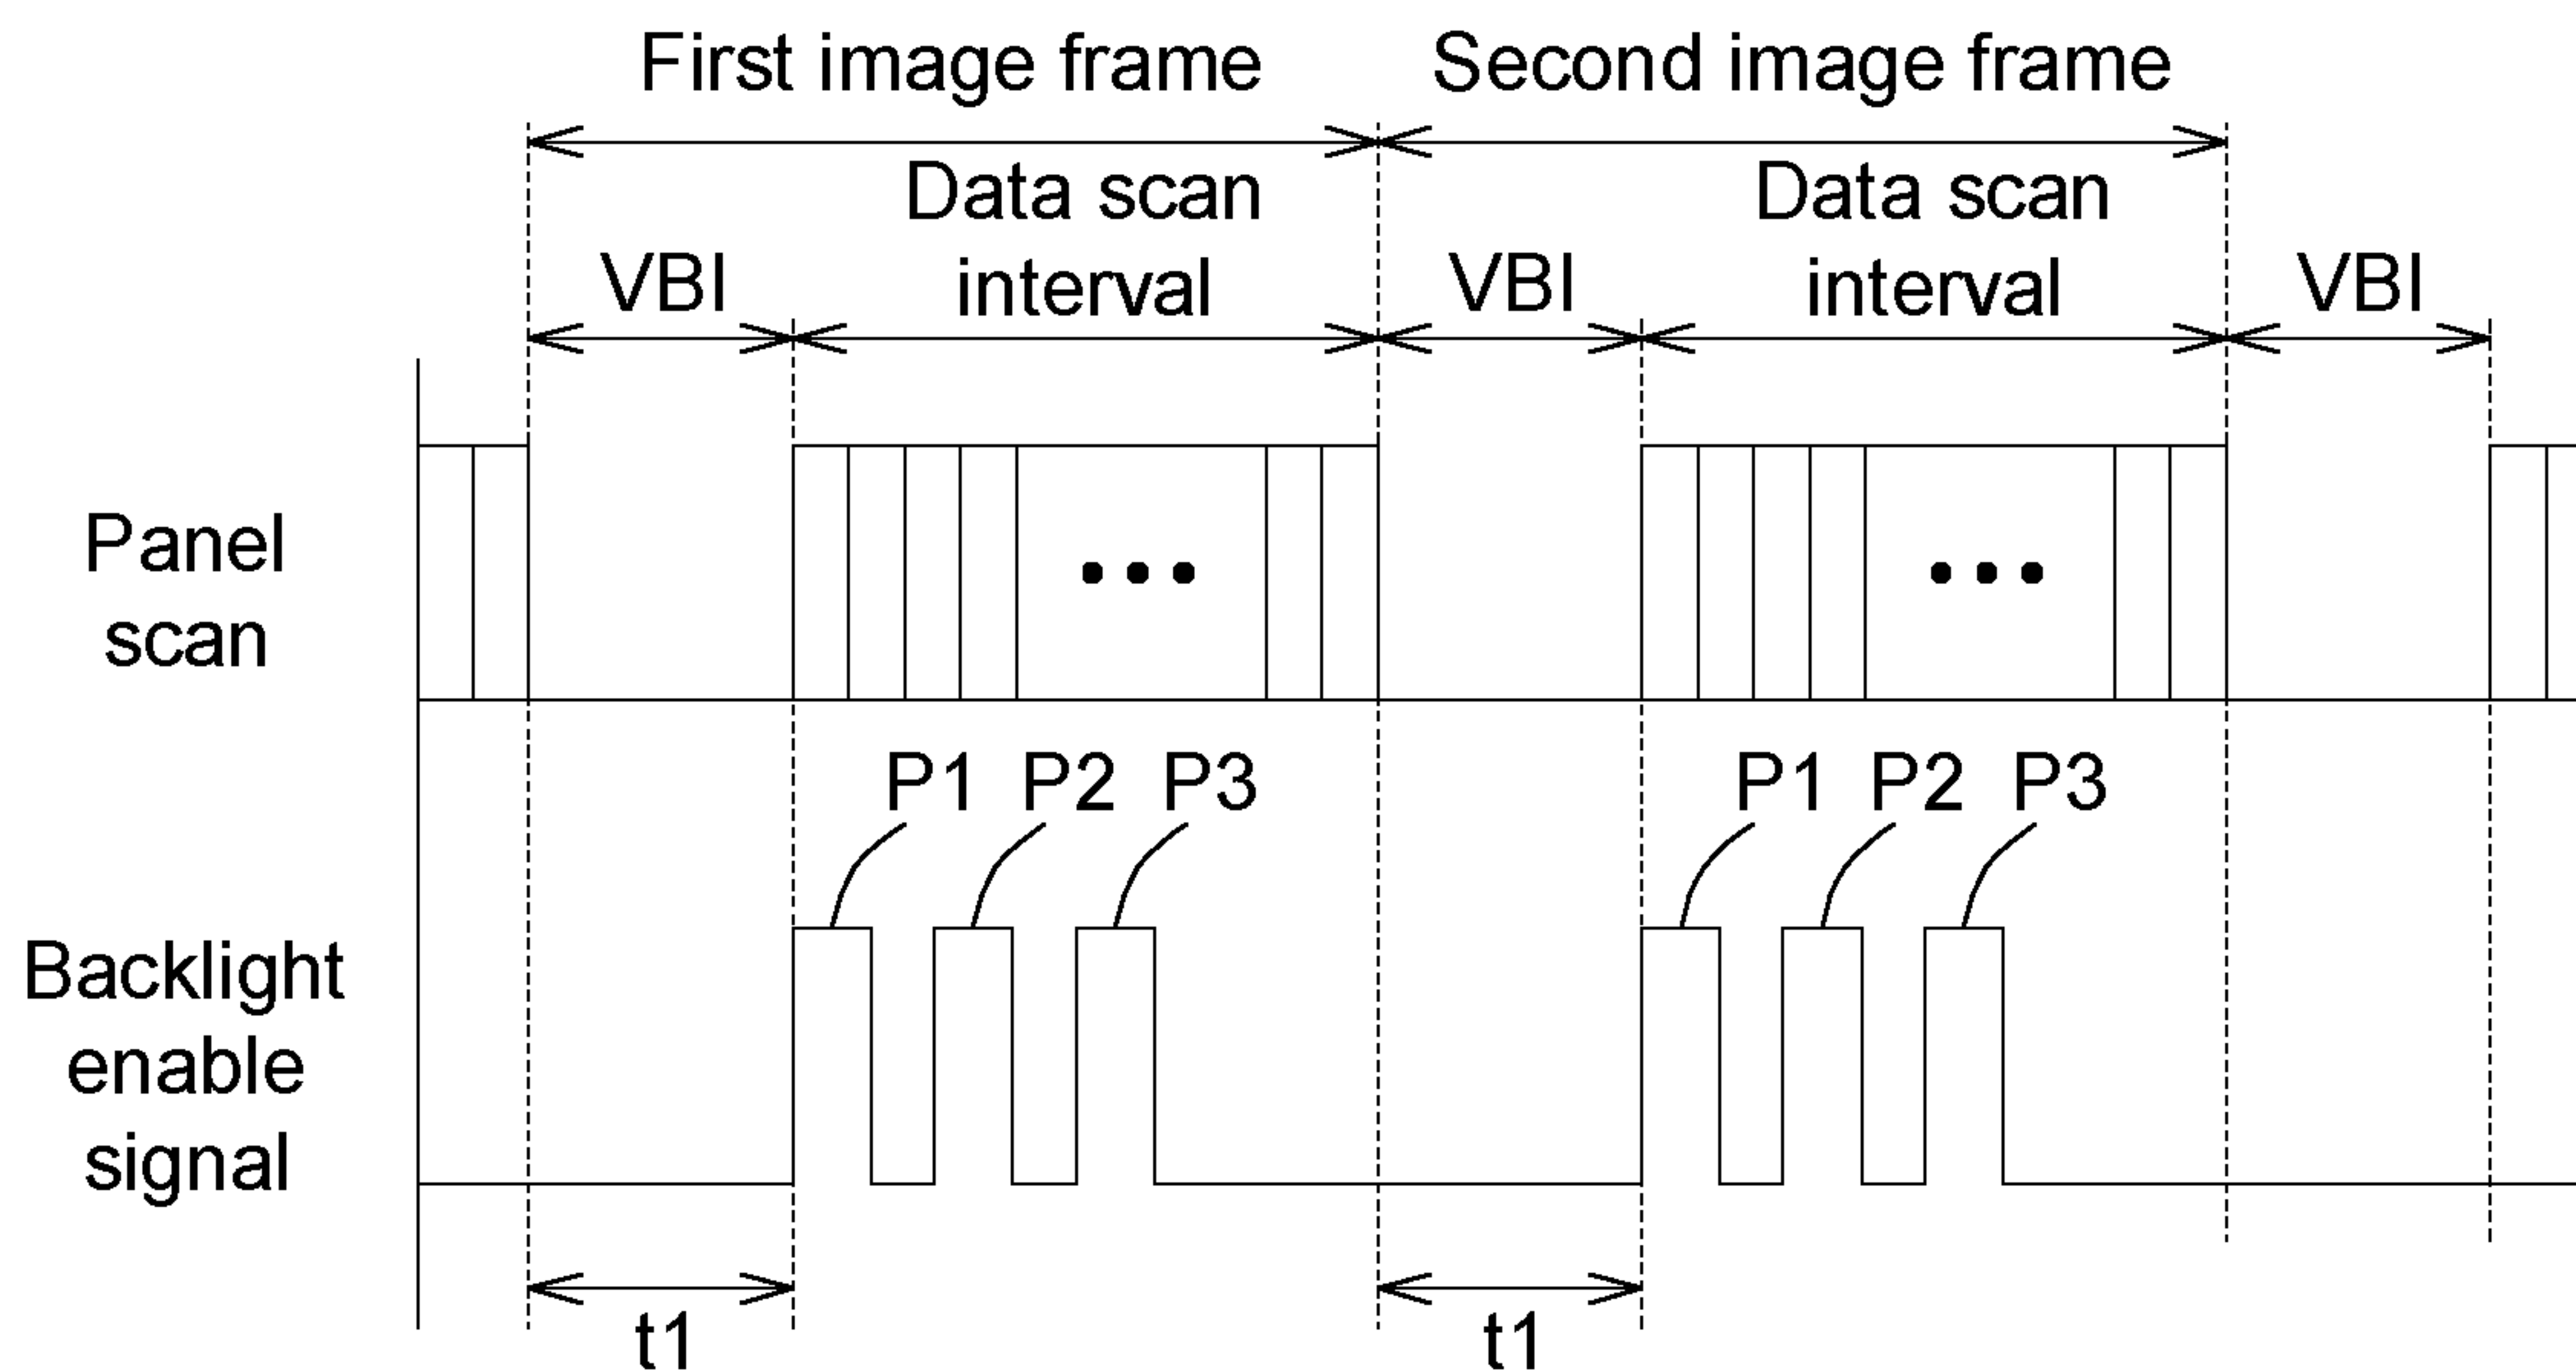 First image frame
Second image frame
Data scan
interval
Data scan
interval
VBI
VBI
VBI
Panel
scan
P1
P2
P3
P1
P2
P3
Backlight
enable
signal
t1
t1